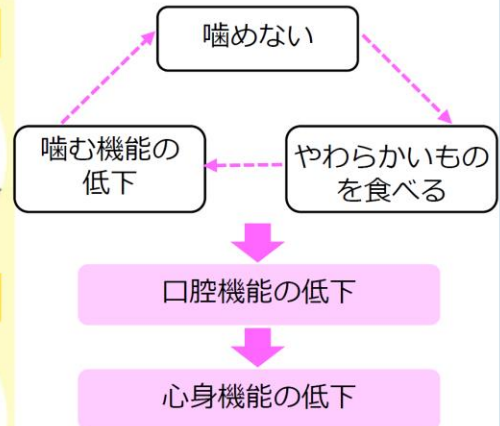 噛めない
噛む機能の
低下
やわらかいもの
を食べる
口腔機能の低下
心身機能の低下